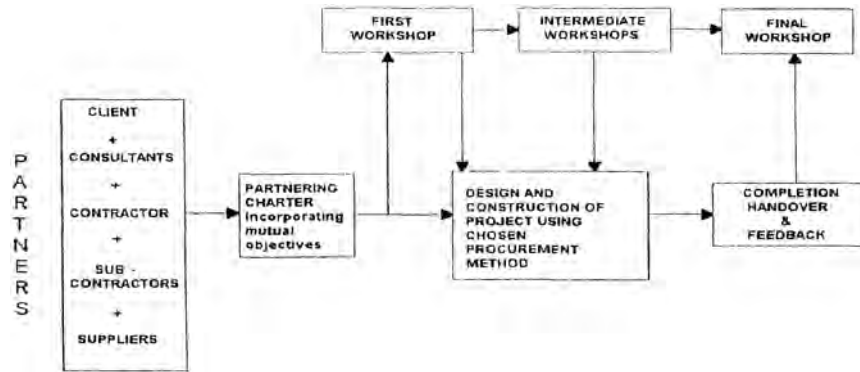 FIRST
WORKSHOP
INTERMEDIATE
WORKSHOPS
FINAL
WORKSHOP
PARTNERS
CLIENT
+
CONSULTANTS
+
CONTRACTOR
+
SUB -
CONTRACTORS
+
SUPPLIERS
PARTNERING
CHARTER
incorporating
mutual
objectives
DESIGN AND
CONSTRUCTION OF
PROJECT USING
CHOSEN
PROCUREMENT
METHOD
COMPLETION
HANDOVER
&
FEEDBACK